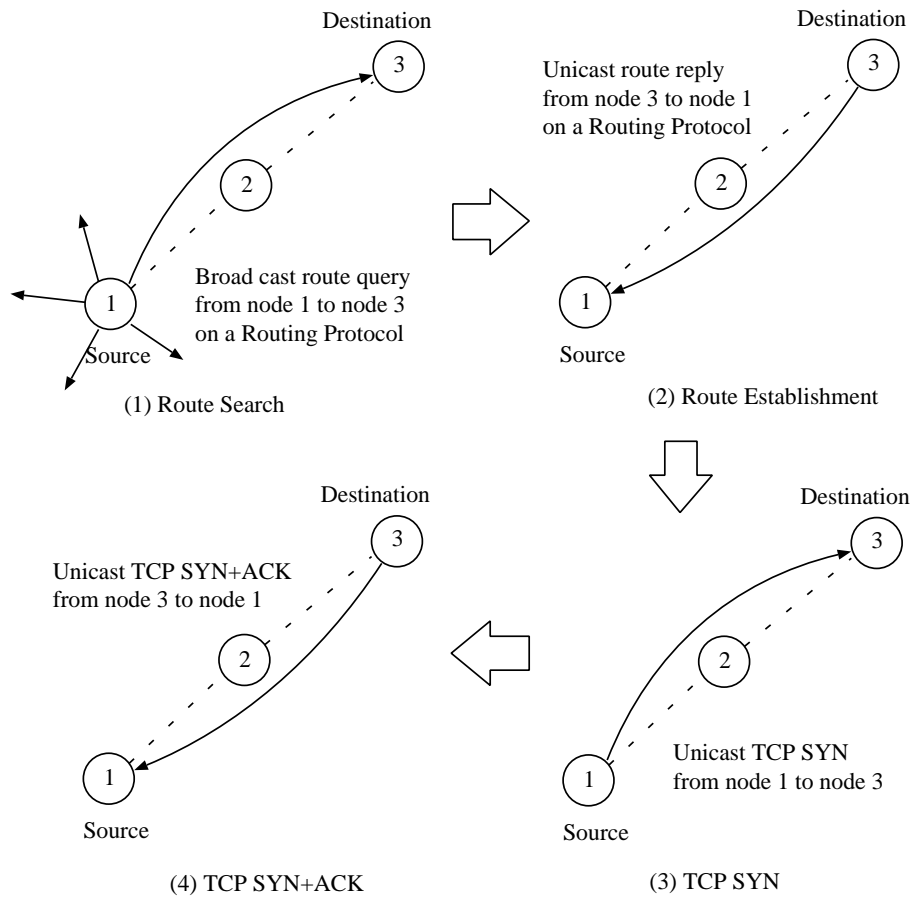 Destination
3
2
1
Broad cast route query
from node 1 to node 3
on a Routing Protocol
Source
(1) Route Search
Destination
3
Unicast route reply
from node 3 to node 1
on a Routing Protocol
2
1
Source
(2) Route Establishment
Destination
3
Unicast TCP SYN+ACK
from node 3 to node 1
2
1
Source
(4) TCP SYN+ACK
Destination
3
2
Unicast TCP SYN
from node 1 to node 3
1
Source
(3) TCP SYN